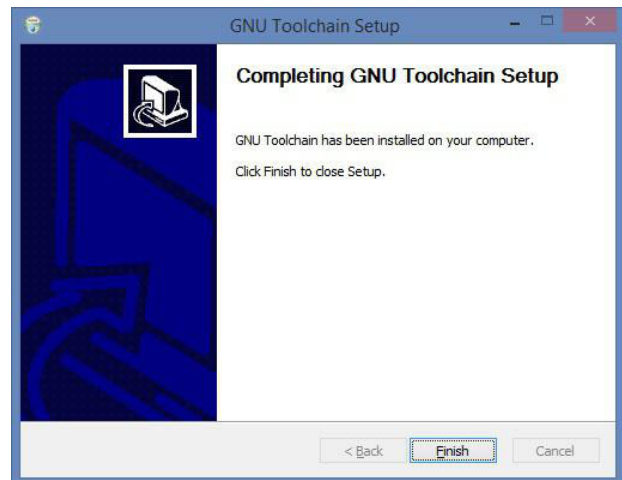 GNU Toolchain Setup
Completing GNU Toolchain Setup
GNU Toolchain has been installed on your computer.
Click Finish to close Setup.
< Back
Finish
Cancel